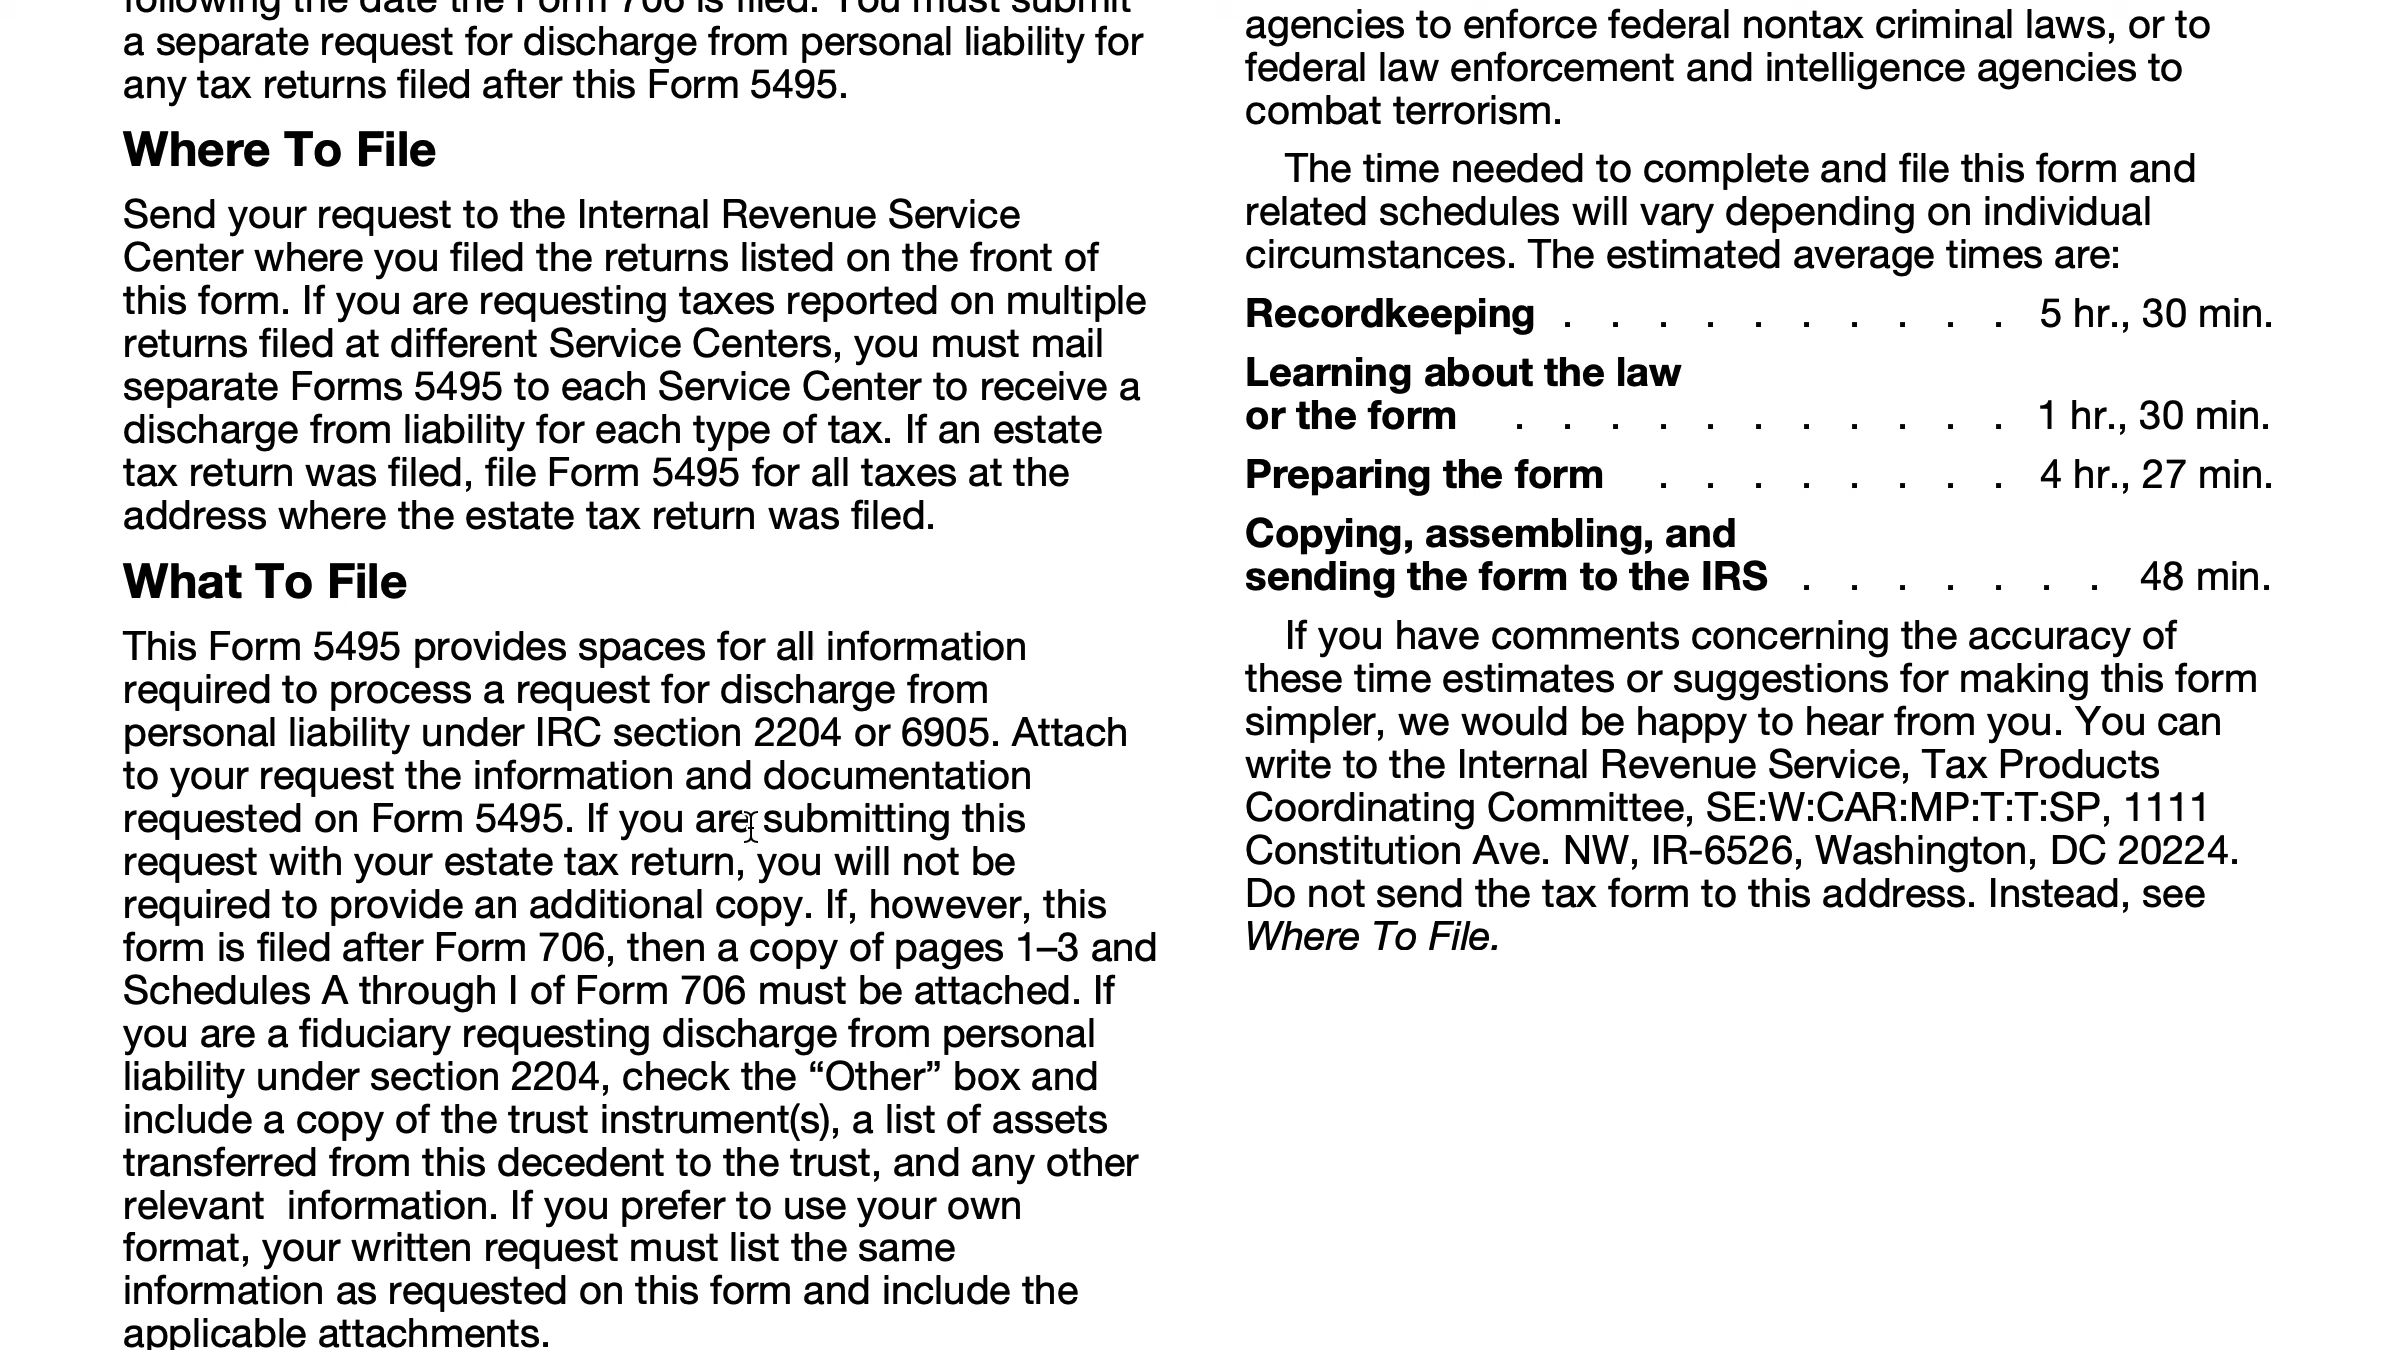 following the date the Form 706 is filed. You must submit
a separate request for discharge from personal liability for
any tax returns filed after this Form 5495.
Where To File
Send your request to the Internal Revenue Service
Center where you filed the returns listed on the front of
this form. If you are requesting taxes reported on multiple
returns filed at different Service Centers, you must mail
separate Forms 5495 to each Service Center to receive a
discharge from liability for each type of tax. If an estate
tax return was filed, file Form 5495 for all taxes at the
address where the estate tax return was filed.
What To File
This Form 5495 provides spaces for all information
required to process a request for discharge from
personal liability under IRC section 2204 or 6905. Attach
to your request the information and documentation
requested on Form 5495. If you are submitting this
request with your estate tax return, you will not be
required to provide an additional copy. If, however, this
form is filed after Form 706, then a copy of pages 1–3 and
Schedules A through I of Form 706 must be attached. If
you are a fiduciary requesting discharge from personal
liability under section 2204, check the “Other” box and
include a copy of the trust instrument(s), a list of assets
transferred from this decedent to the trust, and any other
relevant  information. If you prefer to use your own
format, your written request must list the same
information as requested on this form and include the
applicable attachments.
agencies to enforce federal nontax criminal laws, or to
federal law enforcement and intelligence agencies to
combat terrorism.
The time needed to complete and file this form and
related schedules will vary depending on individual
circumstances. The estimated average times are:
Recordkeeping . . . . . . . . . . 5 hr., 30 min.
Learning about the law
or the form . . . . . . . . . . . 1 hr., 30 min.
Preparing the form . . . . . . . . 4 hr., 27 min.
Copying, assembling, and
sending the form to the IRS . . . . . . . 48 min.
If you have comments concerning the accuracy of
these time estimates or suggestions for making this form
simpler, we would be happy to hear from you. You can
write to the Internal Revenue Service, Tax Products
Coordinating Committee, SE:W:CAR:MP:T:T:SP, 1111
Constitution Ave. NW, IR-6526, Washington, DC 20224.
Do not send the tax form to this address. Instead, see
Where To File.